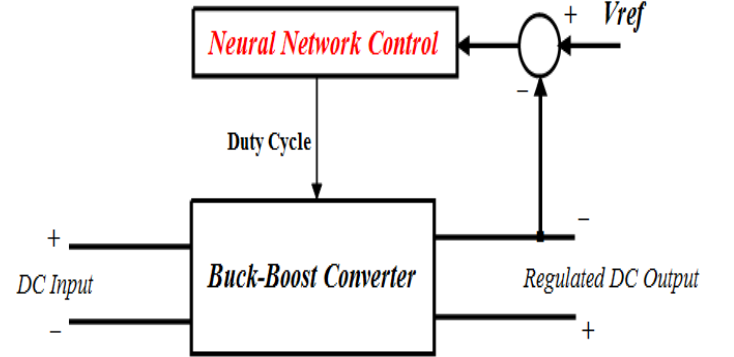 + Vref
Neural Network Control
−
Duty Cycle
−
+
Buck-Boost Converter
DC Input
Regulated DC Output
−
+